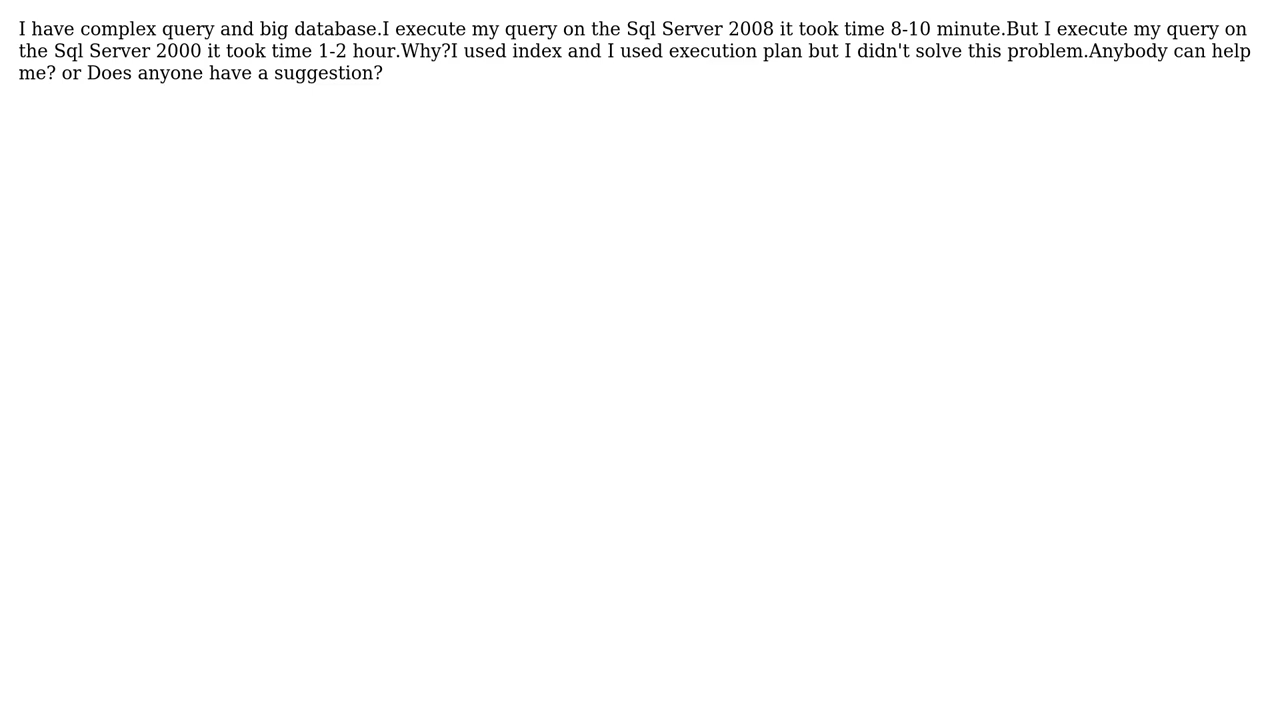 I have complex query and big database.I execute my query on the Sql Server 2008 it took time 8-10 minute.But I execute my query on
the Sql Server 2000 it took time 1-2 hour.Why?I used index and I used execution plan but I didn't solve this problem.Anybody can help
me? or Does anyone have a suggestion?